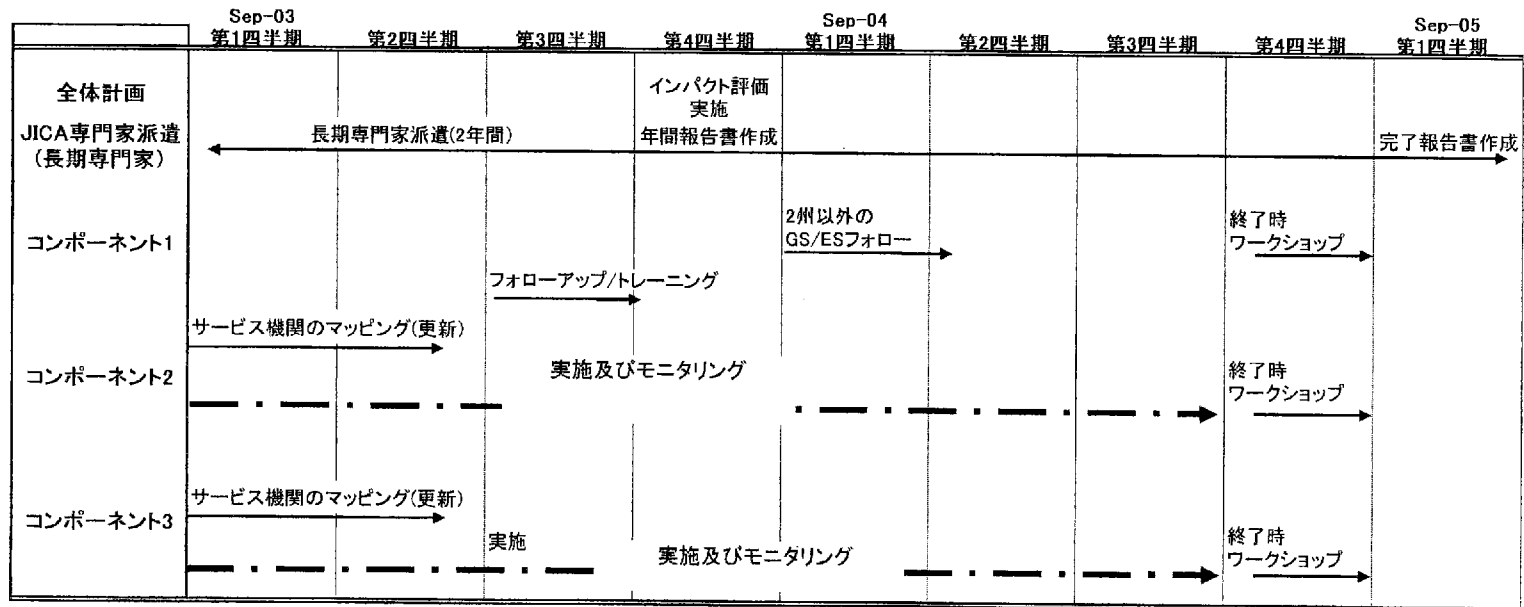 Sep-03
Sep-04
Sep-05
第1四半期 第2四半期 第3四半期 第4四半期 第1四半期 第2四半期 第3四半期 第4四半期 第1四半期
全体計画
インパクト評価
実施
JICA専門家派遣
(長期専門家)
長期専門家派遣(2年間)
年間報告書作成
完了報告書作成
コンポーネント1
2州以外の
GS/ESフォロー
終了時
ワークショップ
フォローアップ/トレーニング
サービス機関のマッピング(更新)
コンポーネント2
実施及びモニタリング
終了時
ワークショップ
サービス機関のマッピング(更新)
コンポーネント3
実施
実施及びモニタリング
終了時
ワークショップ